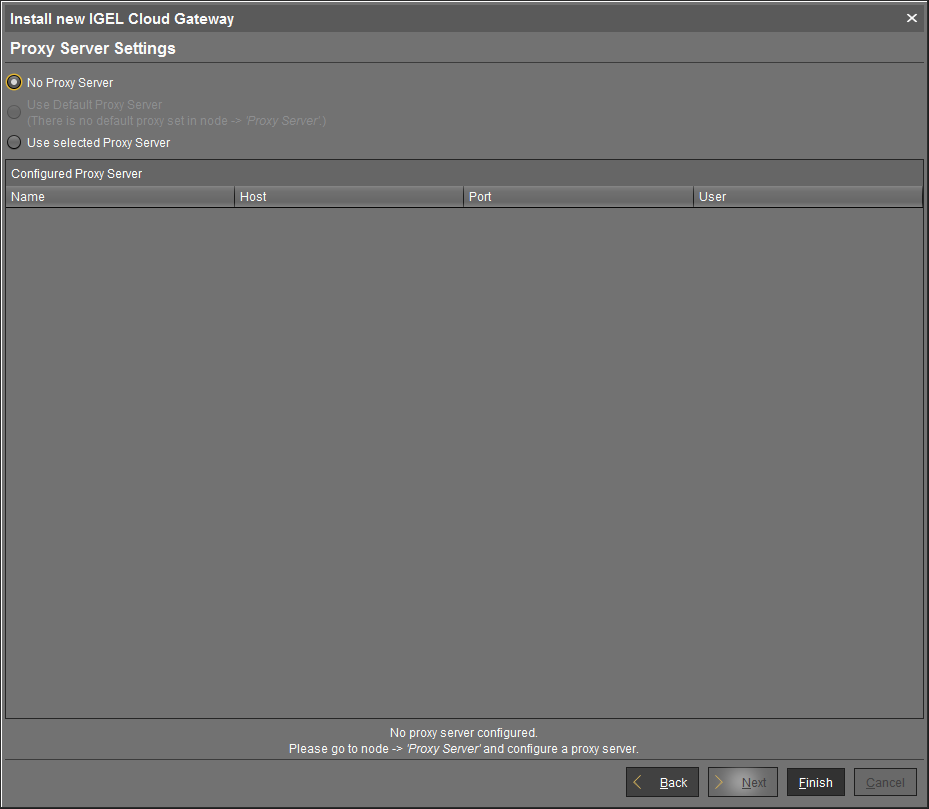 Install new IGEL Cloud Gateway
Proxy Server Settings
No Proxy Server
Use Default Proxy Server
(There is no default proxy set in node -> 'Proxy Server'.)
Use selected Proxy Server
Configured Proxy Server
Name Host Port User
No proxy server configured.
Please go to node -> 'Proxy Server' and configure a proxy server.
Back Next Finish Cancel